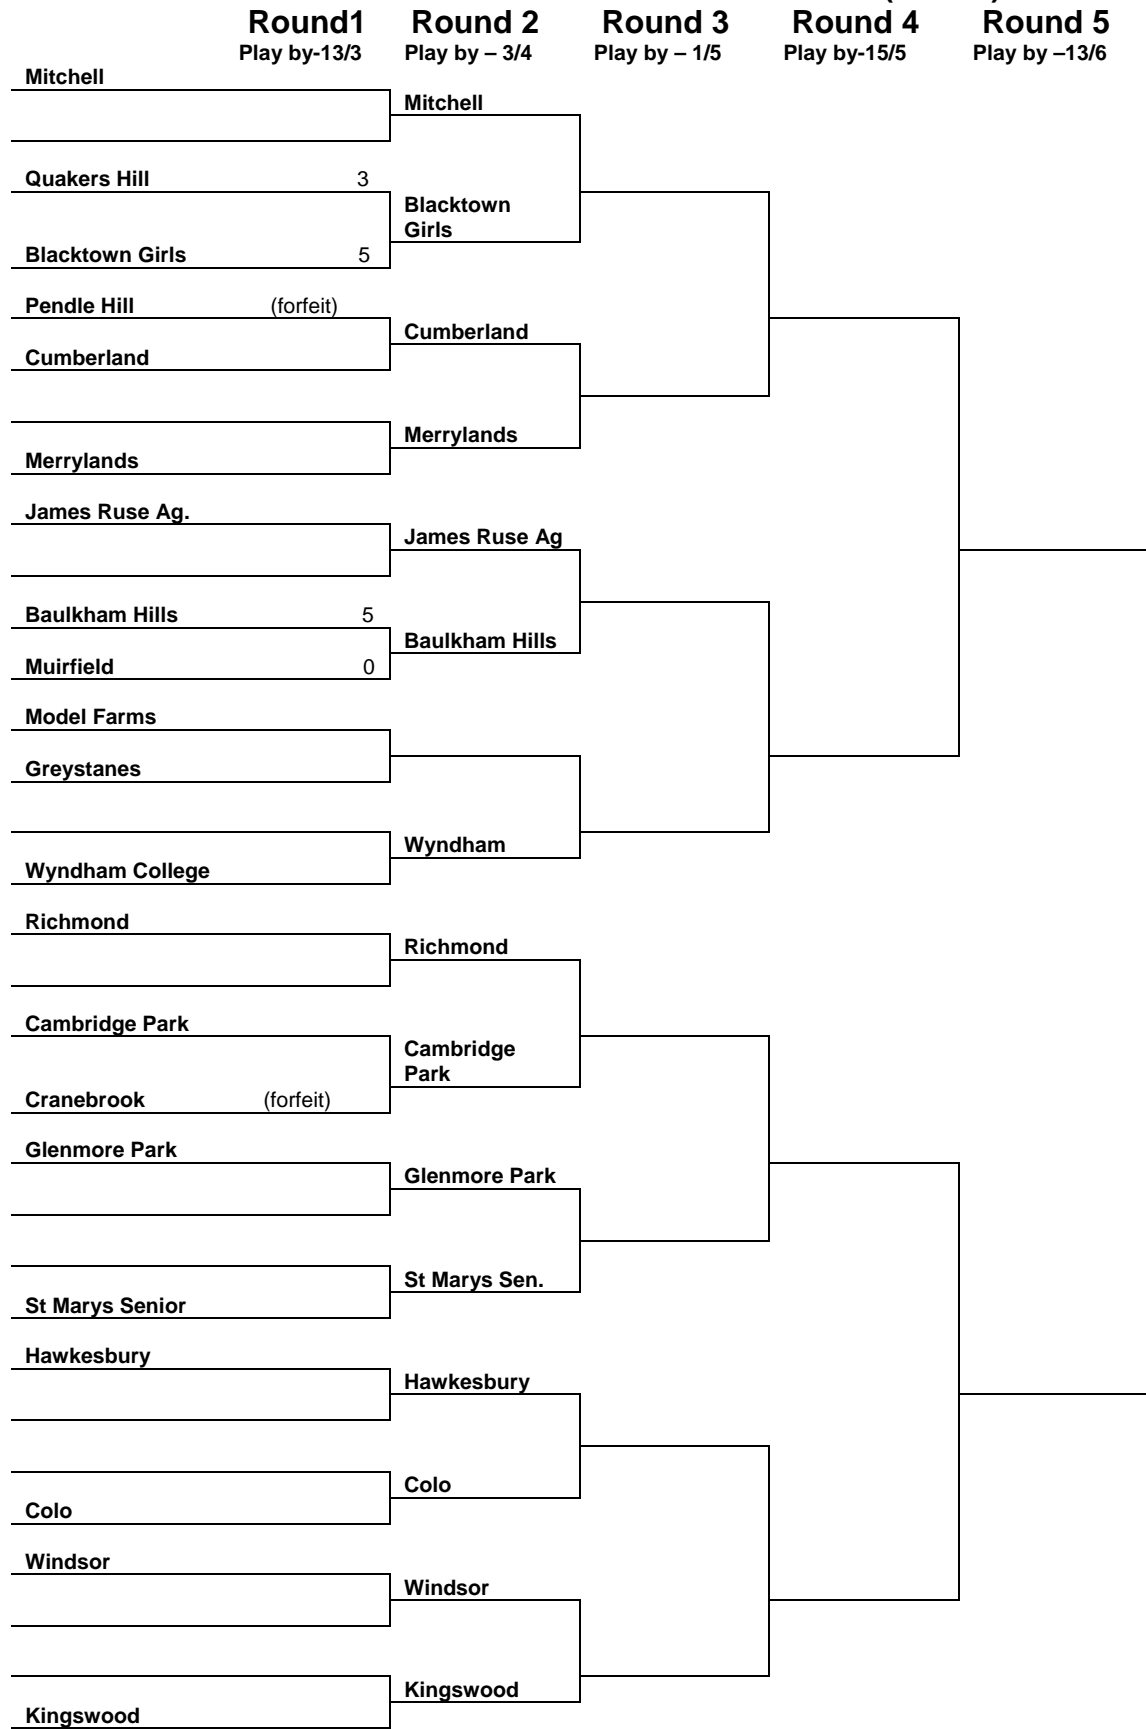 Round1 Round 2 Round 3 Round 4 Round 5
Play by-13/3 Play by – 3/4 Play by – 1/5 Play by-15/5 Play by –13/6
Mitchell
Mitchell
Quakers Hill 3
Blacktown
Girls
Blacktown Girls 5
Pendle Hill (forfeit)
Cumberland
Cumberland
Merrylands
Merrylands
James Ruse Ag.
James Ruse Ag
Baulkham Hills 5
Baulkham Hills
Muirfield 0
Model Farms
Greystanes
Wyndham
Wyndham College
Richmond
Richmond
Cambridge Park
Cambridge
Park
Cranebrook (forfeit)
Glenmore Park
Glenmore Park
St Marys Sen.
St Marys Senior
Hawkesbury
Hawkesbury
Colo
Colo
Windsor
Windsor
Kingswood
Kingswood